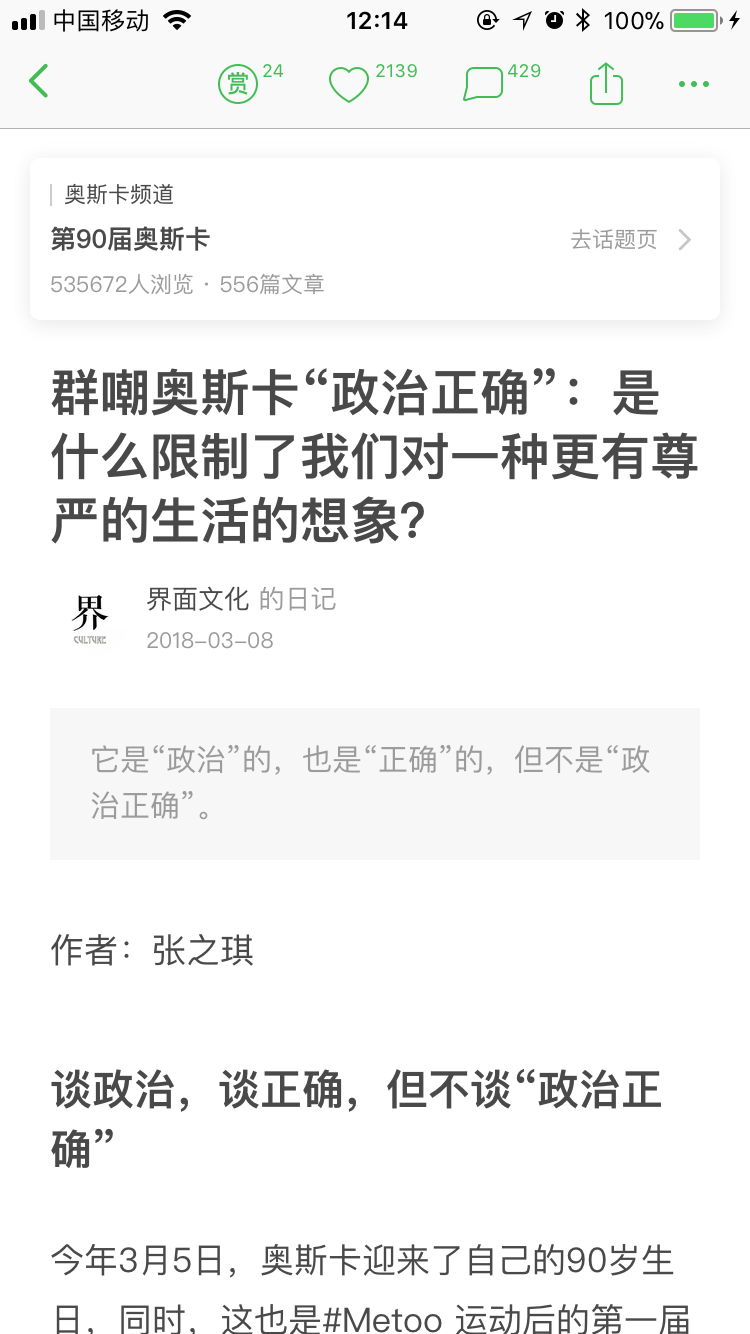 中国移动 12:14 100%
赏 24 2139 429
奥斯卡频道
第90届奥斯卡
去话题页
535672人浏览 · 556篇文章
群嘲奥斯卡“政治正确”：是
什么限制了我们对一种更有尊
严的生活的想象？
界 CULTURE
界面文化 的日记
2018-03-08
它是“政治”的，也是“正确”的，但不是“政
治正确”。
作者：张之琪
谈政治，谈正确，但不谈“政治正
确”
今年3月5日，奥斯卡迎来了自己的90岁生
日，同时，这也是#Metoo 运动后的第一届